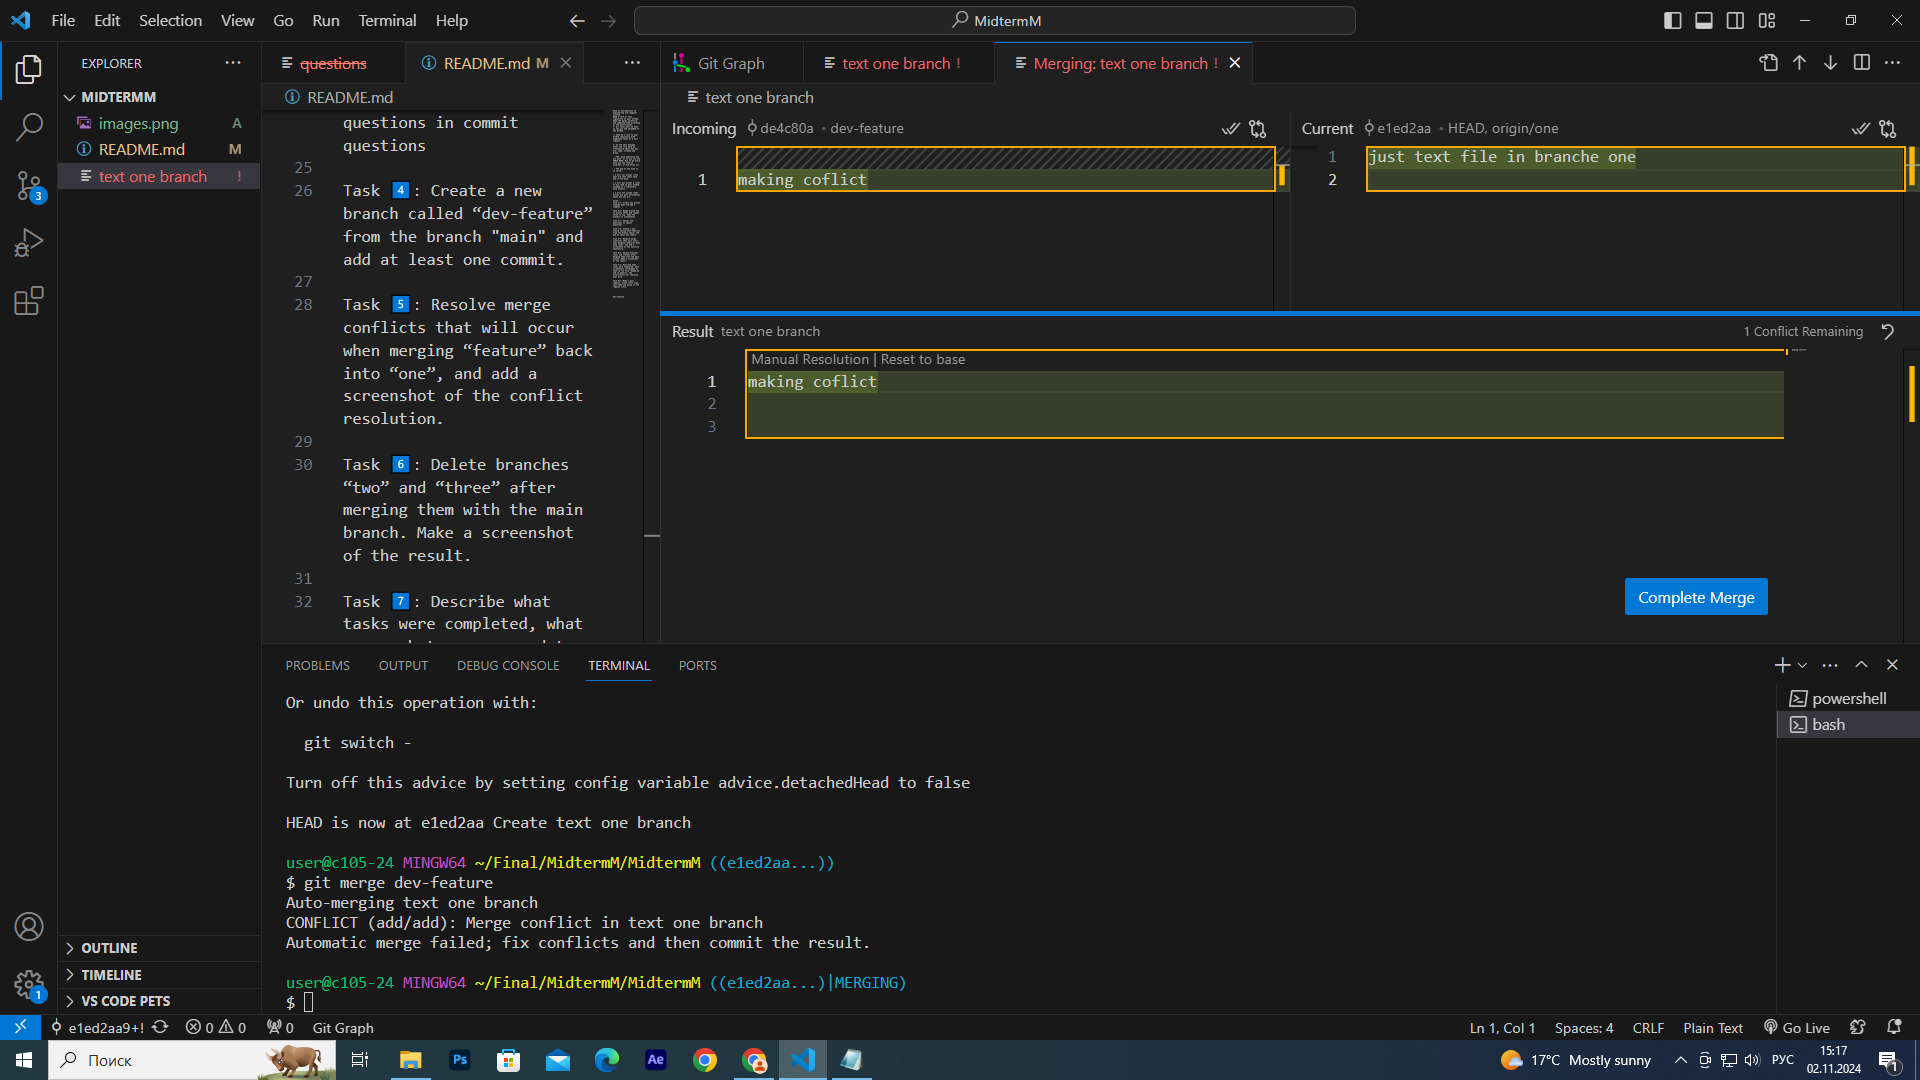 File Edit Selection View Go Run Terminal Help
MidtermM
EXPLORER
MIDTERMM
images.png A
README.md M
text one branch !
OUTLINE
TIMELINE
VS CODE PETS
3
1
questions
README.md M
README.md
questions in commit
questions
25
26 Task 4: Create a new
branch called “dev-feature”
from the branch "main" and
add at least one commit.
27
28 Task 5: Resolve merge
conflicts that will occur
when merging “feature” back
into “one”, and add a
screenshot of the conflict
resolution.
29
30 Task 6: Delete branches
“two” and “three” after
merging them with the main
branch. Make a screenshot
of the result.
31
32 Task 7: Describe what
tasks were completed, what
Git Graph
text one branch !
Merging: text one branch !
text one branch
Incoming de4c80a • dev-feature
1 making coflict
Current e1ed2aa • HEAD, origin/one
1 just text file in branche one
2
Result text one branch
1 Conflict Remaining
Manual Resolution | Reset to base
1 making coflict
2
3
Complete Merge
PROBLEMS OUTPUT DEBUG CONSOLE TERMINAL PORTS
powershell
bash
Or undo this operation with:
git switch -
Turn off this advice by setting config variable advice.detachedHead to false
HEAD is now at e1ed2aa Create text one branch
user@c105-24 MINGW64 ~/Final/MidtermM/MidtermM ((e1ed2aa...))
$ git merge dev-feature
Auto-merging text one branch
CONFLICT (add/add): Merge conflict in text one branch
Automatic merge failed; fix conflicts and then commit the result.
user@c105-24 MINGW64 ~/Final/MidtermM/MidtermM ((e1ed2aa...)|MERGING)
$
e1ed2aa9+! 0 0 0 Git Graph
Ln 1, Col 1 Spaces: 4 CRLF Plain Text Go Live
Поиск
Ps
Ae
17°C Mostly sunny
РУС
15:17
02.11.2024
1